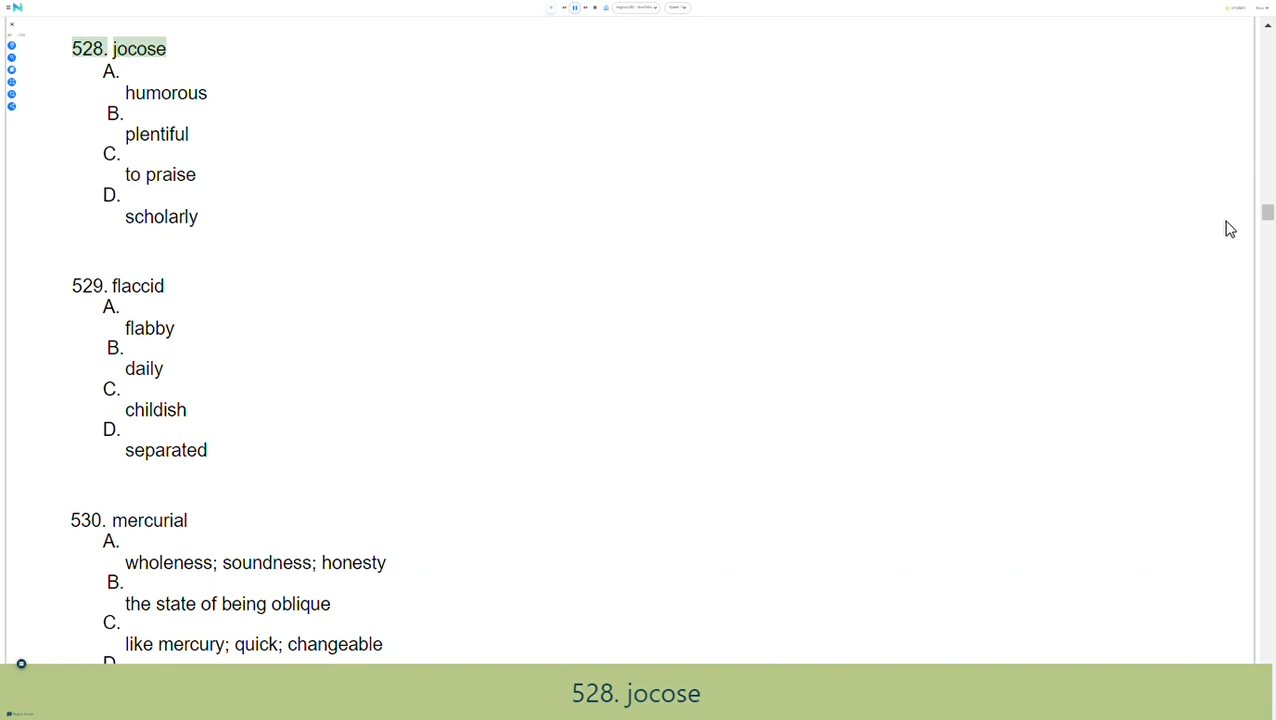 528. jocose
A.
humorous
B.
plentiful
C.
to praise
D.
scholarly
529. flaccid
A.
flabby
B.
daily
C.
childish
D.
separated
530. mercurial
A.
wholeness; soundness; honesty
B.
the state of being oblique
C.
like mercury; quick; changeable
D.
528. jocose